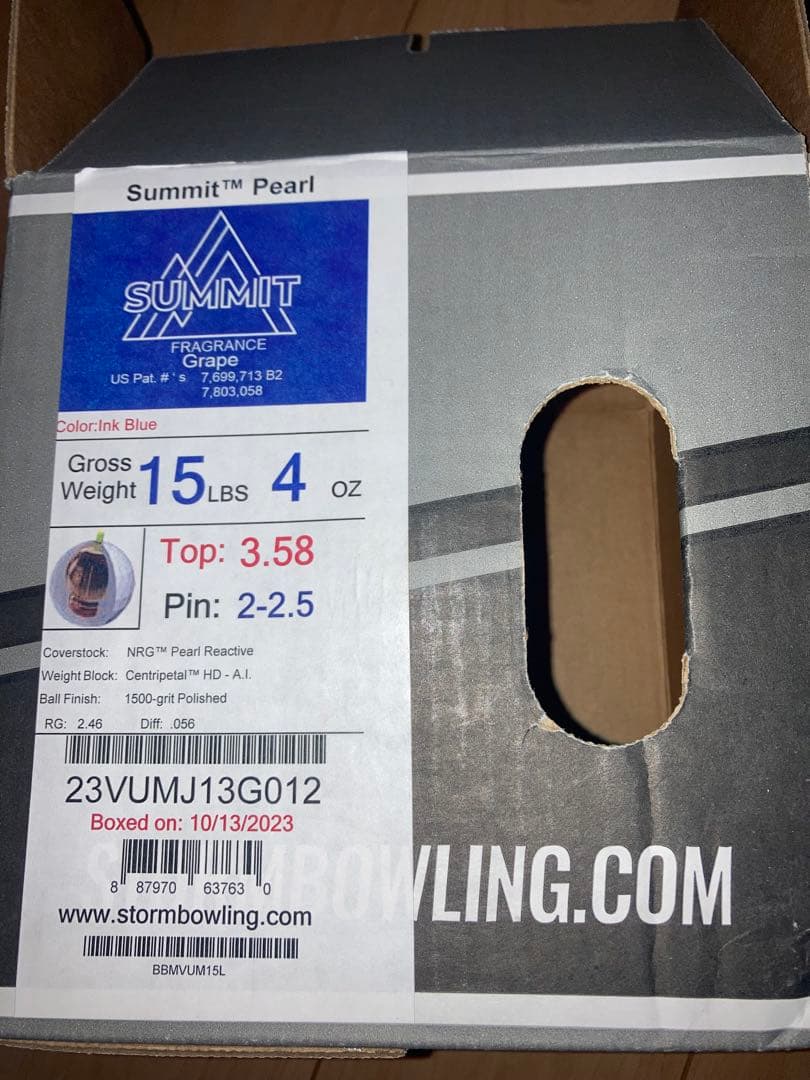 Summit™ Pearl
SUMMIT
FRAGRANCE
Grape
US Pat. # ' s 7,699,713 B2
7,803,058
Color:Ink Blue
Gross Weight 15 LBS 4 OZ
Top: 3.58
Pin: 2-2.5
Coverstock: NRG™ Pearl Reactive
Weight Block: Centripetal™ HD - A.I.
Ball Finish: 1500-grit Polished
RG: 2.46 Diff: .056
23VUMJ13G012
Boxed on: 10/13/2023
8 87970 63763 0
www.stormbowling.com
BBMVUM15L
STORMBOWLING.COM